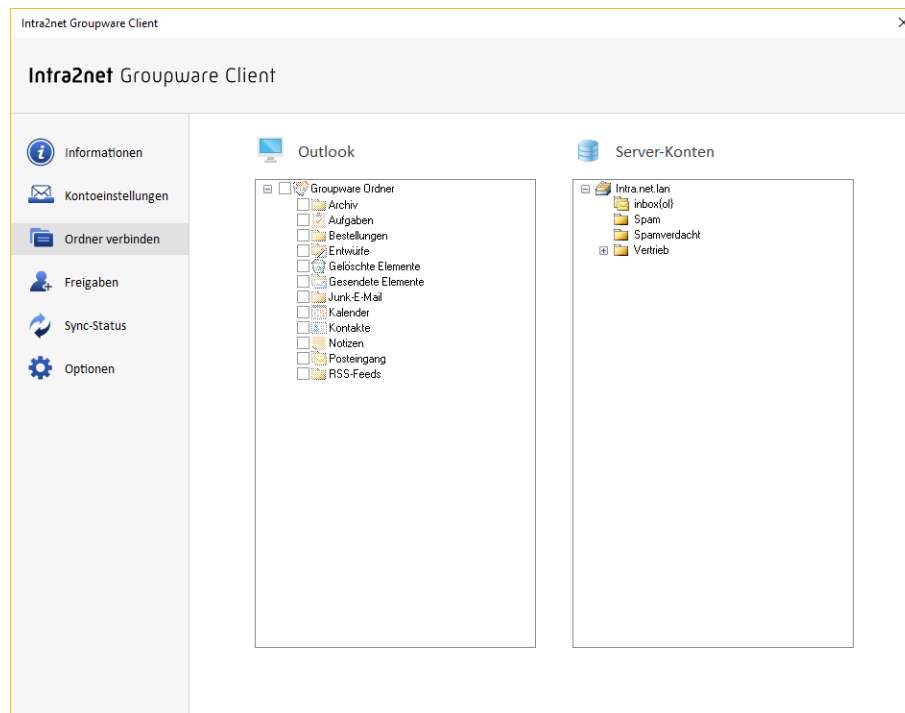 Intra2net Groupware Client
Intra2net Groupware Client
Informationen
Kontoeinstellungen
Ordner verbinden
Freigaben
Sync-Status
Optionen
Outlook
Groupware Ordner
Archiv
Aufgaben
Bestellungen
Entwürfe
Gelöschte Elemente
Gesendete Elemente
Junk-E-Mail
Kalender
Kontakte
Notizen
Posteingang
RSS-Feeds
Server-Konten
Intra.net.lan
inbox{ol}
Spam
Spamverdacht
Vertrieb